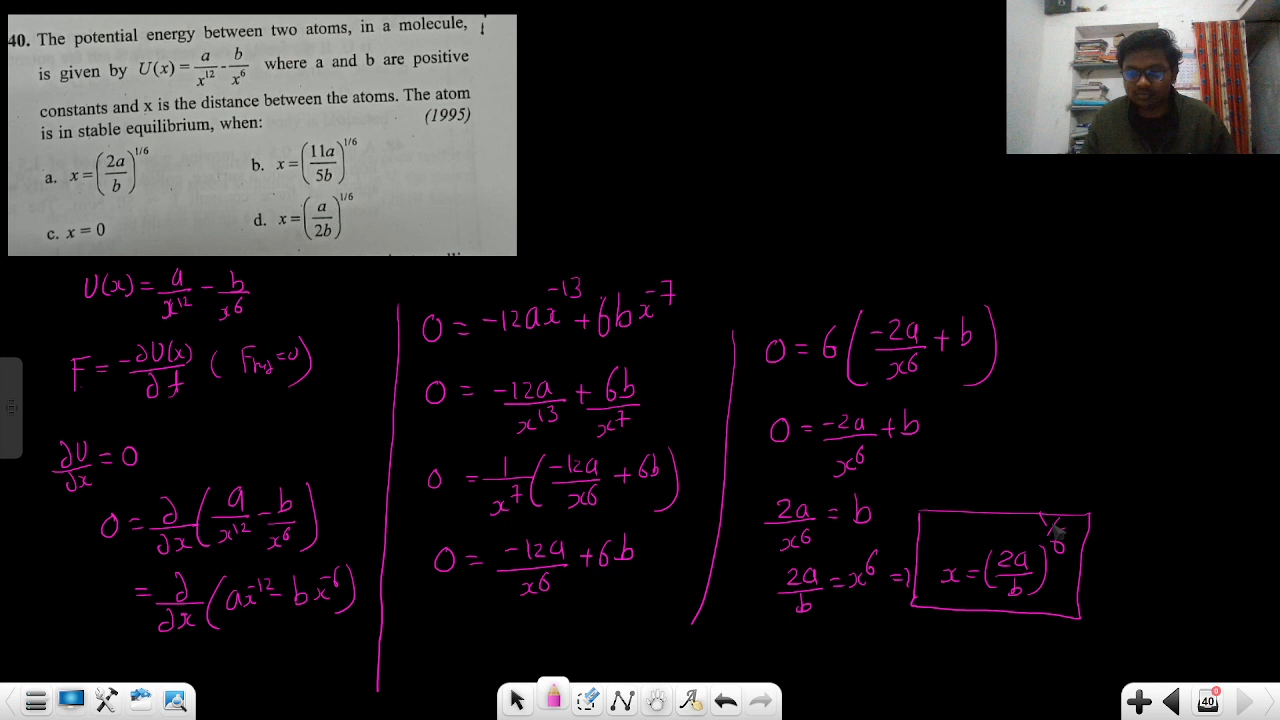 40. The potential energy between two atoms, in a molecule,
is given by U(x) = a/x^12 - b/x^6 where a and b are positive
constants and x is the distance between the atoms. The atom
is in stable equilibrium, when: (1995)
a. x = (2a/b)^1/6 b. x = (11a/5b)^1/6
c. x = 0 d. x = (a/2b)^1/6
U(x) = a/x^12 - b/x^6
F = -∂U(x)/∂f ( = 0)
∂U/∂x = 0
0 = ∂/∂x (a/x^12 - b/x^6)
= ∂/∂x (ax^-12 - bx^-6)
0 = -12ax^-13 + 6bx^-7
0 = -12a/x^13 + 6b/x^7
0 = 1/x^7 (-12a/x^6 + 6b)
0 = -12a/x^6 + 6b
0 = 6 (-2a/x^6 + b)
0 = -2a/x^6 + b
2a/x^6 = b
2a/b = x^6 ⇒ x = (2a/b)^1/6
40